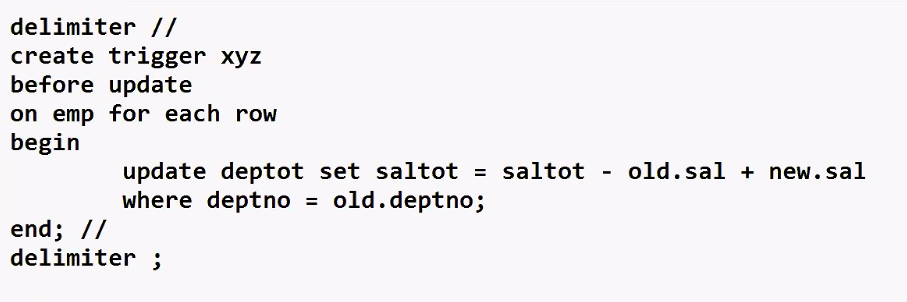 delimiter //
create trigger xyz
before update
on emp for each row
begin
update deptot set saltot = saltot - old.sal + new.sal
where deptno = old.deptno;
end; //
delimiter ;